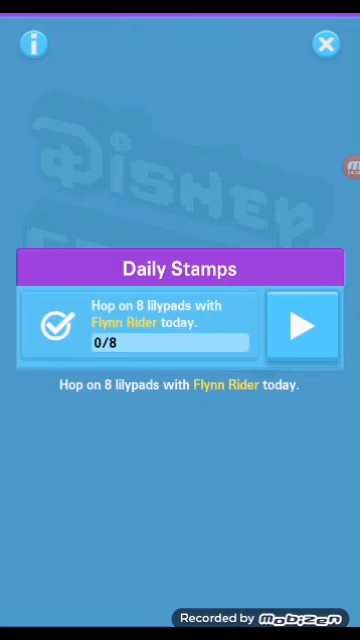 Disney
Daily Stamps
Hop on 8 lilypads with
Flynn Rider today.
0/8
Hop on 8 lilypads with Flynn Rider today.
Recorded by MOBIZEN